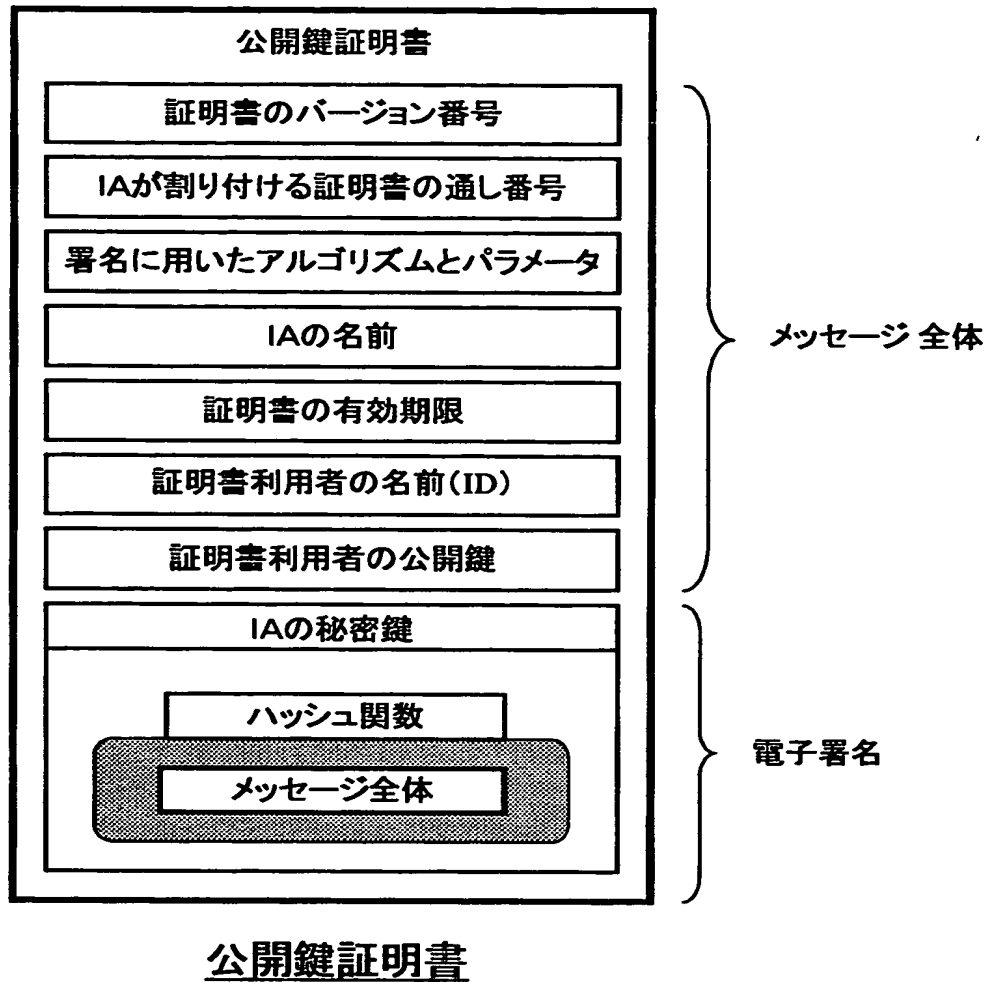 公開鍵証明書
証明書のバージョン番号
IAが割り付ける証明書の通し番号
署名に用いたアルゴリズムとパラメータ
IAの名前
証明書の有効期限
証明書利用者の名前(ID)
証明書利用者の公開鍵
メッセージ 全体
IAの秘密鍵
ハッシュ関数
メッセージ全体
電子署名
公開鍵証明書